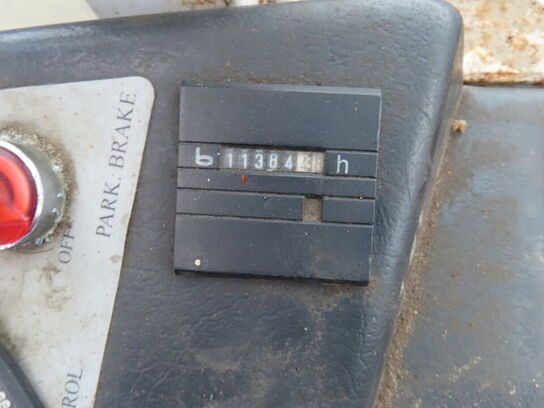 PARK. BRAKE
OFF
11384
h
ROL